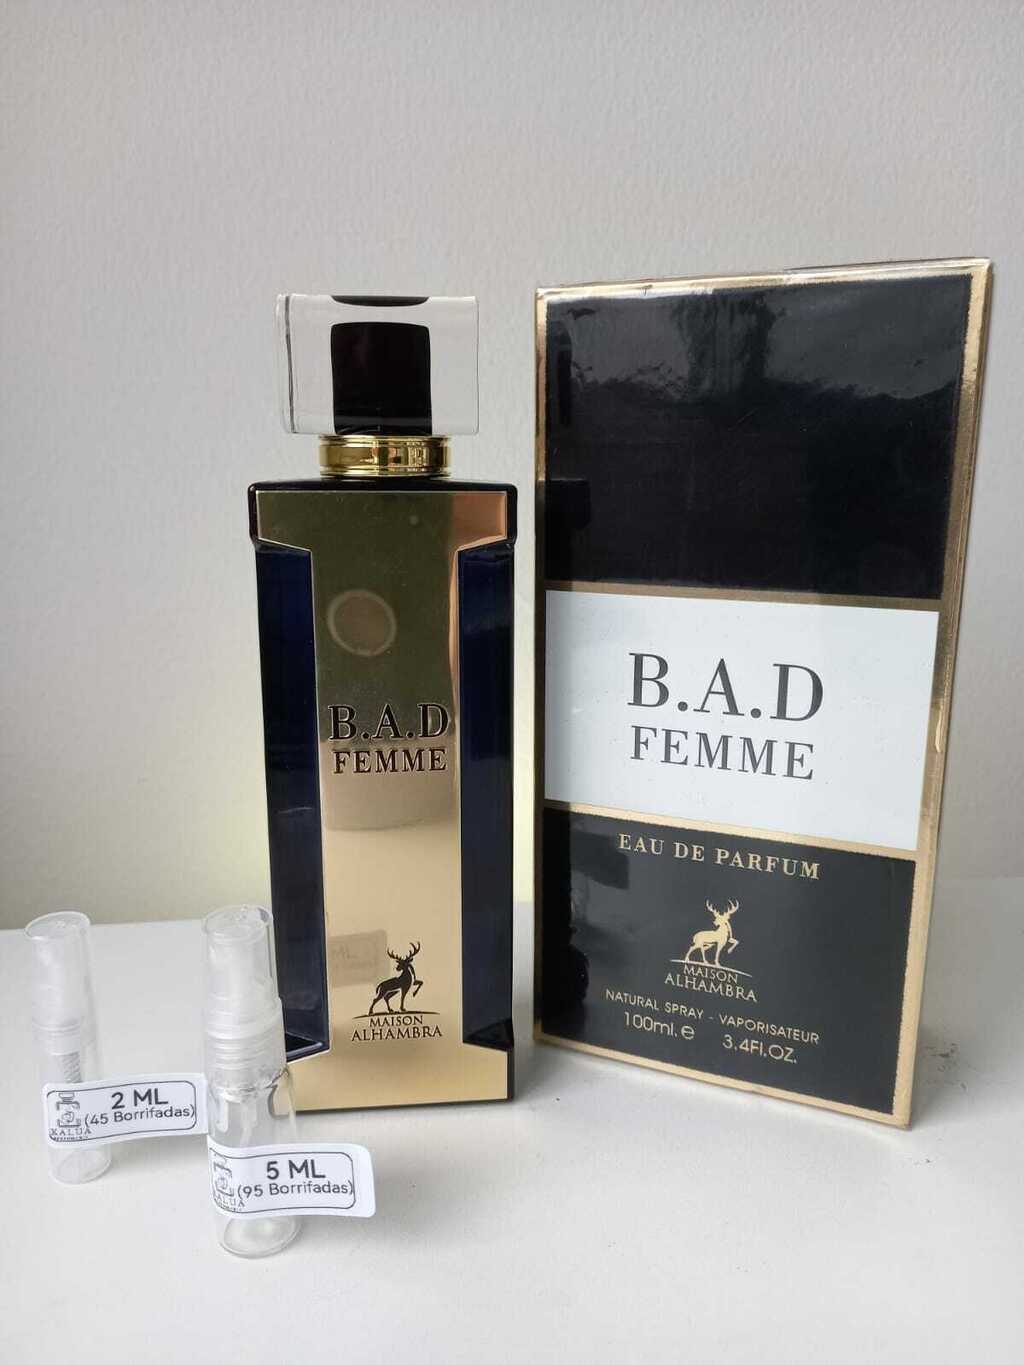 B.A.D
FEMME
MAISON
ALHAMBRA
B.A.D
FEMME
EAU DE PARFUM
MAISON
ALHAMBRA
NATURAL SPRAY - VAPORISATEUR
100ml.e 3.4Fl.OZ.
2 ML
(45 Borrifadas)
KALUÁ
5 ML
(95 Borrifadas)